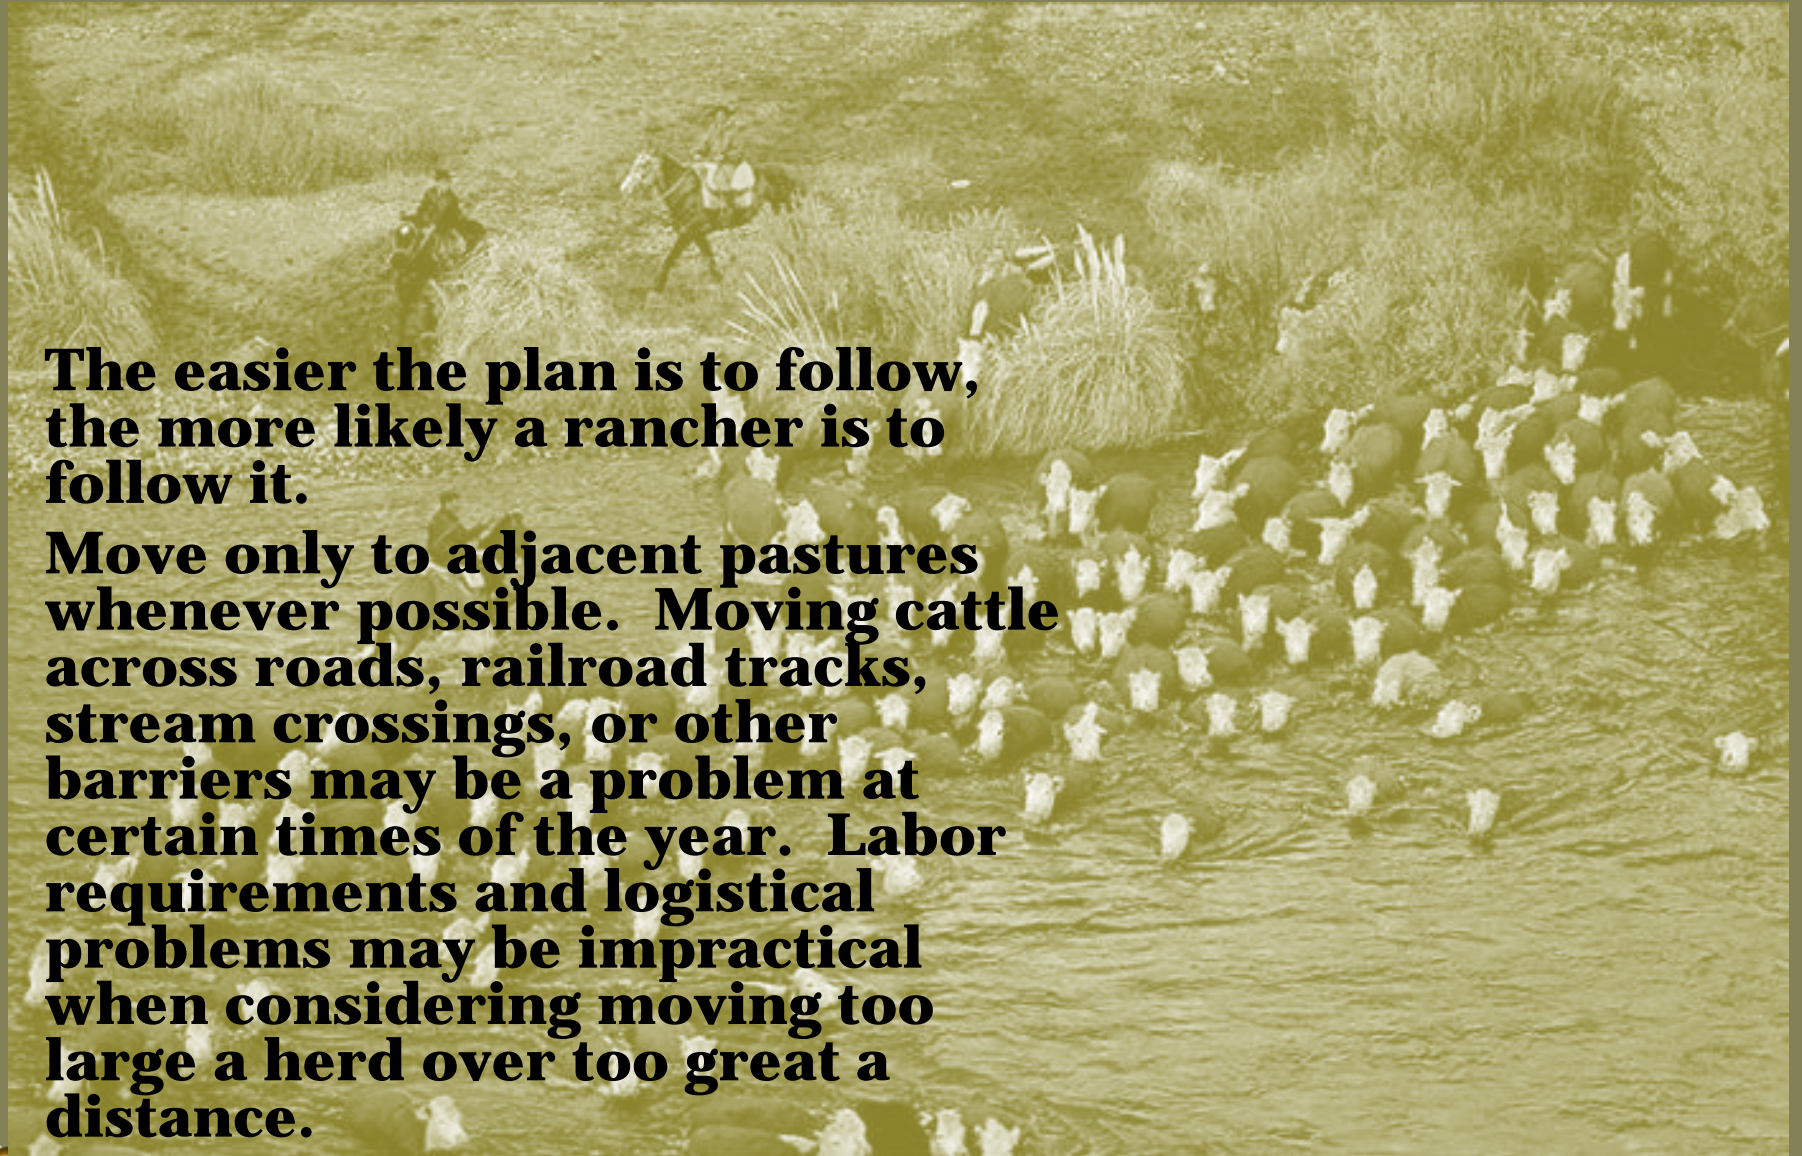 The easier the plan is to follow,
the more likely a rancher is to
follow it.
Move only to adjacent pastures
whenever possible.  Moving cattle
across roads, railroad tracks,
stream crossings, or other
barriers may be a problem at
certain times of the year.  Labor
requirements and logistical
problems may be impractical
when considering moving too
large a herd over too great a
distance.